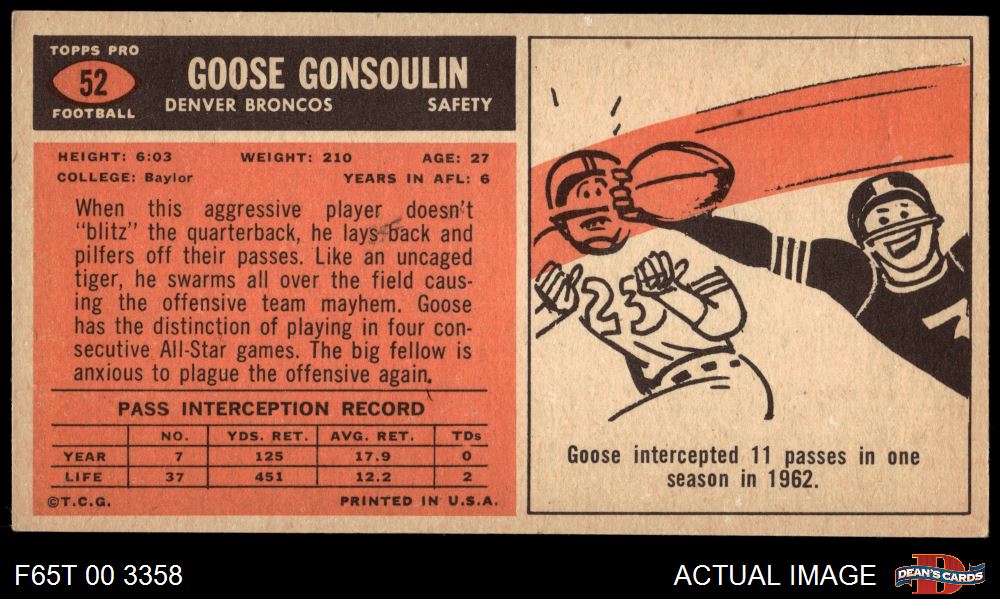 TOPPS PRO
52
FOOTBALL
GOOSE GONSOULIN
DENVER BRONCOS SAFETY
HEIGHT: 6:03 WEIGHT: 210 AGE: 27
COLLEGE: Baylor YEARS IN AFL: 6
When this aggressive player doesn't
"blitz" the quarterback, he lays back and
pilfers off their passes. Like an uncaged
tiger, he swarms all over the field caus-
ing the offensive team mayhem. Goose
has the distinction of playing in four con-
secutive All-Star games. The big fellow is
anxious to plague the offensive again.
PASS INTERCEPTION RECORD
NO. YDS. RET. AVG. RET. TDs
YEAR 7 125 17.9 0
LIFE 37 451 12.2 2
©T.C.G. PRINTED IN U.S.A.
23
Goose intercepted 11 passes in one
season in 1962.
F65T 00 3358
ACTUAL IMAGE
D
DEAN'S CARDS